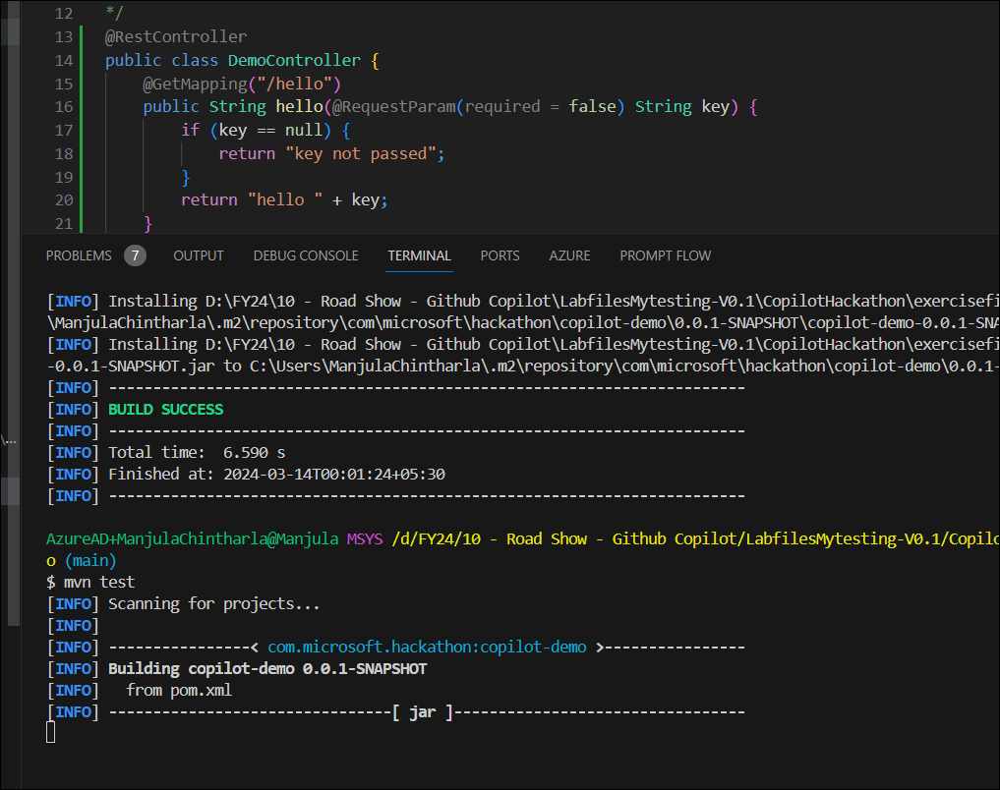 12 */
13 @RestController
14 public class DemoController {
15 @GetMapping("/hello")
16 public String hello(@RequestParam(required = false) String key) {
17 if (key == null) {
18 return "key not passed";
19 }
20 return "hello " + key;
21 }
PROBLEMS 7 OUTPUT DEBUG CONSOLE TERMINAL PORTS AZURE PROMPT FLOW
[INFO] Installing D:\FY24\10 - Road Show - Github Copilot\LabfilesMytesting-V0.1\CopilotHackathon\exercisefi
\ManjulaChintharla\.m2\repository\com\microsoft\hackathon\copilot-demo\0.0.1-SNAPSHOT\copilot-demo-0.0.1-SNA
[INFO] Installing D:\FY24\10 - Road Show - Github Copilot\LabfilesMytesting-V0.1\CopilotHackathon\exercisefi
-0.0.1-SNAPSHOT.jar to C:\Users\ManjulaChintharla\.m2\repository\com\microsoft\hackathon\copilot-demo\0.0.1-
[INFO] ------------------------------------------------------------------------
[INFO] BUILD SUCCESS
[INFO] ------------------------------------------------------------------------
\...
[INFO] Total time:  6.590 s
[INFO] Finished at: 2024-03-14T00:01:24+05:30
[INFO] ------------------------------------------------------------------------
AzureAD+ManjulaChintharla@Manjula MSYS /d/FY24/10 - Road Show - Github Copilot/LabfilesMytesting-V0.1/Copilo
o (main)
$ mvn test
[INFO] Scanning for projects...
[INFO]
[INFO] ----------------< com.microsoft.hackathon:copilot-demo >----------------
[INFO] Building copilot-demo 0.0.1-SNAPSHOT
[INFO]   from pom.xml
[INFO] --------------------------------[ jar ]---------------------------------